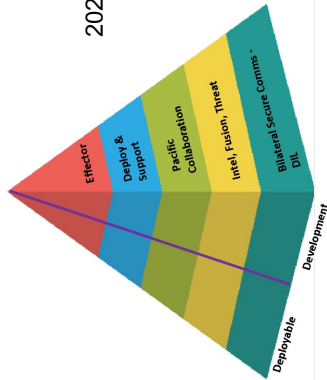 202
Effector
Deploy &
Support
Pacific
Collaboration
Intel, Fusion, Threat
Bilateral Secure Comms -
DIL
Deployable
Development